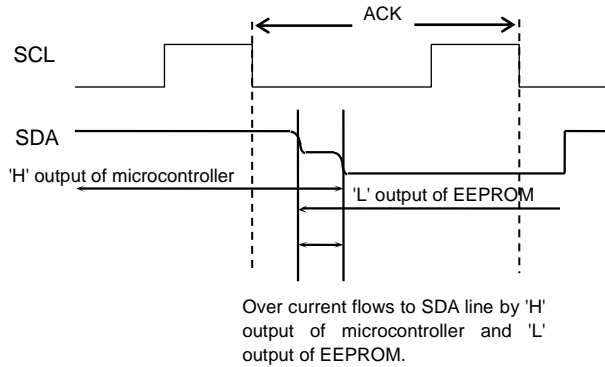 ACK
SCL
SDA
'H' output of microcontroller
'L' output of EEPROM
Over current flows to SDA line by 'H'
output of microcontroller and 'L'
output of EEPROM.